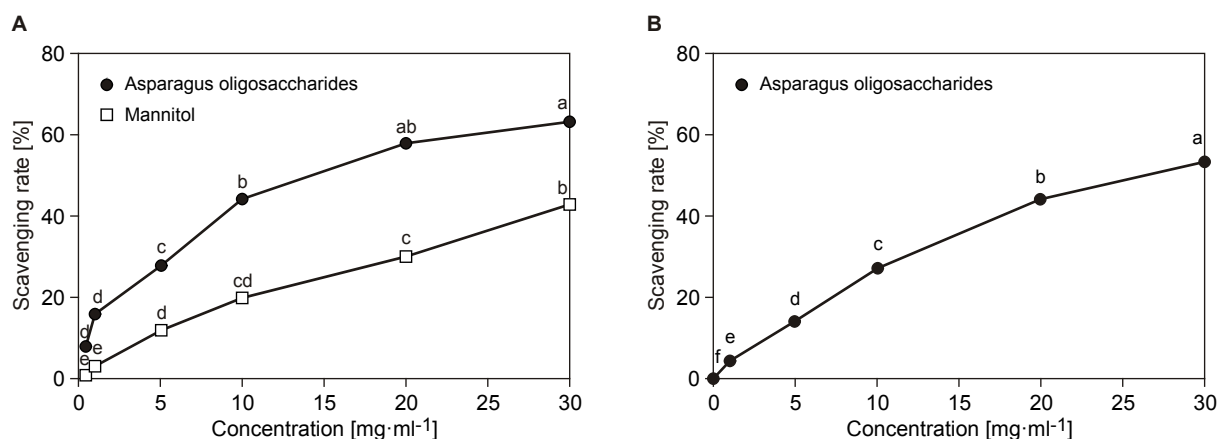 A
80
60
40
20
0
Scavenging rate [%]
Asparagus oligosaccharides
Mannitol
a
ab
b
b
c
c
d
cd
d
d
e
e
0 5 10 15 20 25 30
Concentration [mg·ml-1]
B
80
60
40
20
0
Scavenging rate [%]
Asparagus oligosaccharides
a
b
c
d
e
f
0 5 10 15 20 25 30
Concentration [mg·ml-1]